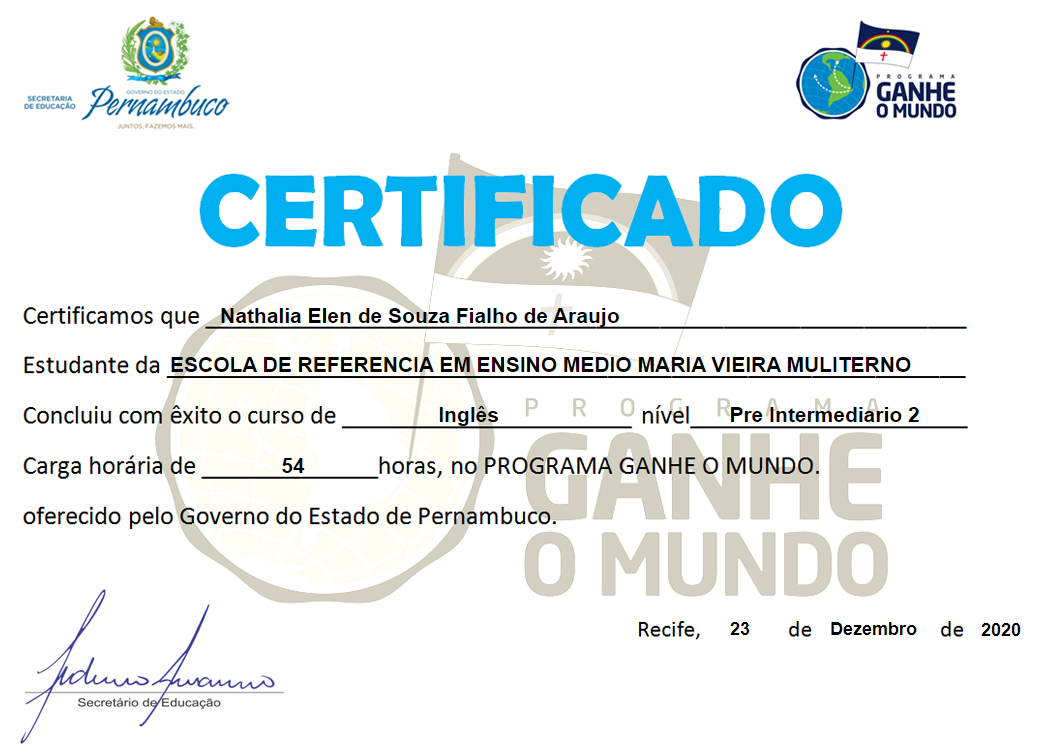 SECRETARIA
DE EDUCAÇÃO
GOVERNO DO ESTADO
Pernambuco
JUNTOS, FAZEMOS MAIS.
PROGRAMA
GANHE
O MUNDO
CERTIFICADO
Certificamos que Nathalia Elen de Souza Fialho de Araujo
Estudante da ESCOLA DE REFERENCIA EM ENSINO MEDIO MARIA VIEIRA MULITERNO
Concluiu com êxito o curso de Inglês nível Pre Intermediario 2
Carga horária de 54 horas, no PROGRAMA GANHE O MUNDO.
oferecido pelo Governo do Estado de Pernambuco.
PROGRAMA
GANHE
O MUNDO
Recife, 23 de Dezembro de 2020
Secretário de Educação